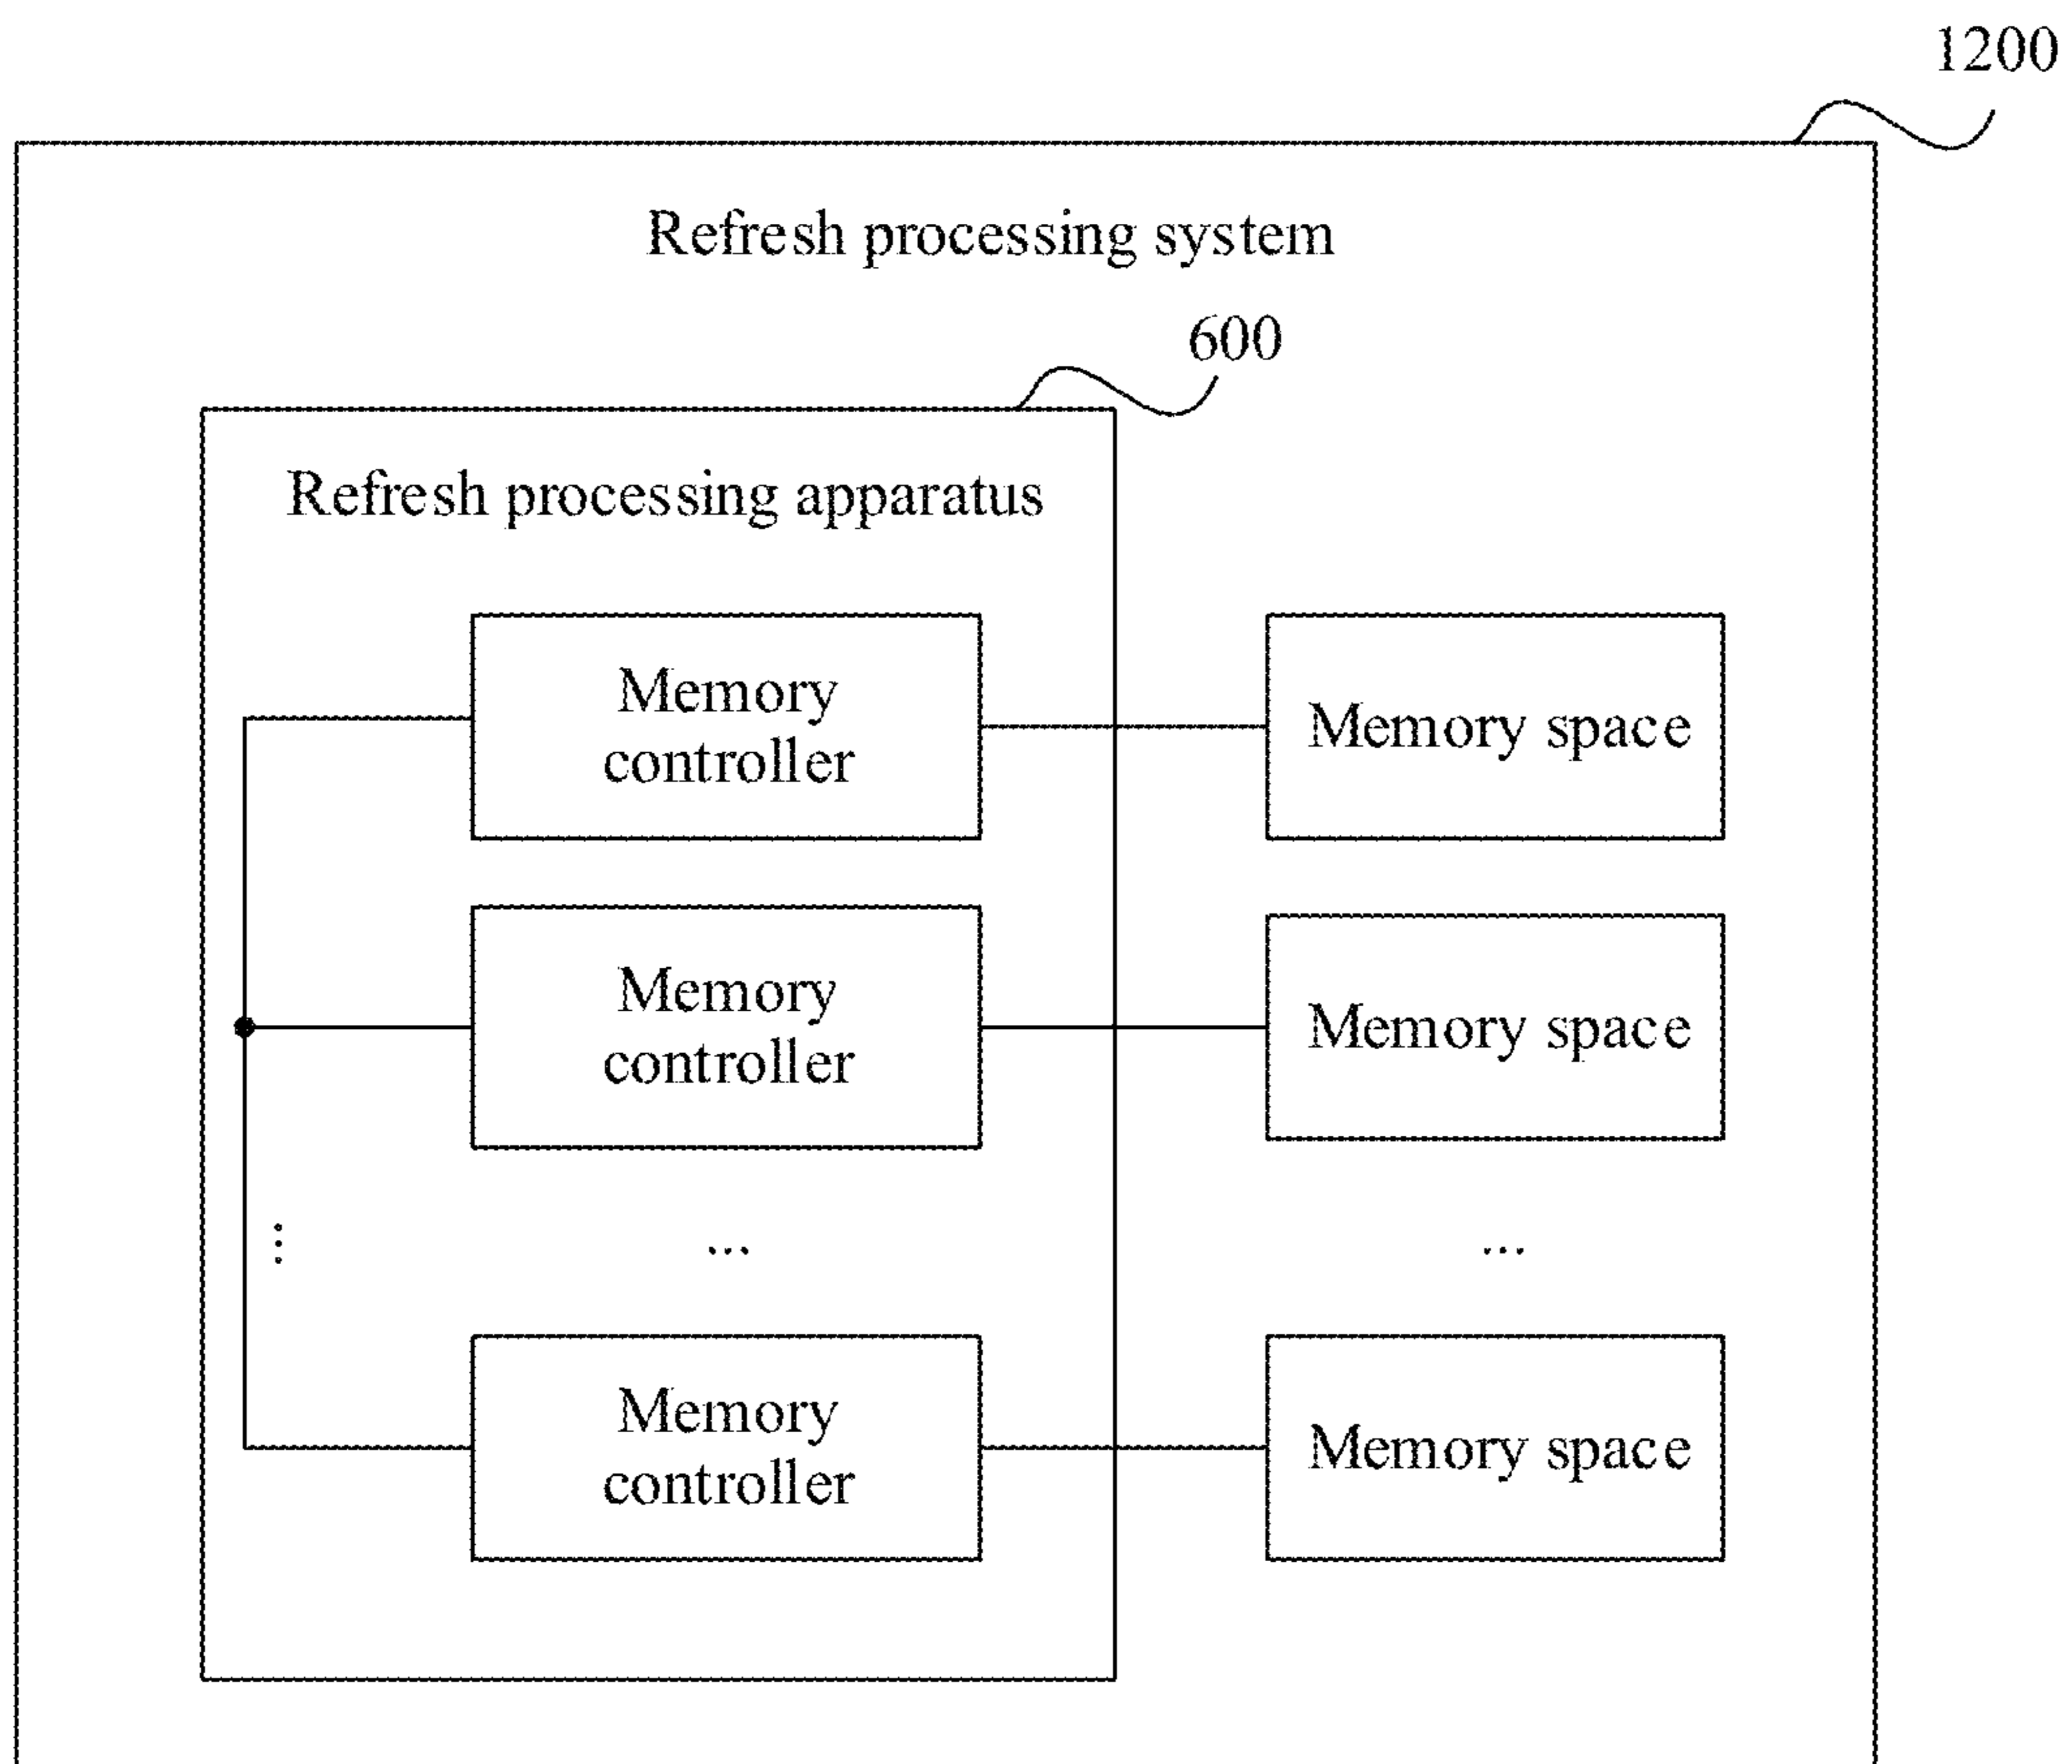 1200
Refresh processing system
600
Refresh processing apparatus
Memory
controller
Memory space
Memory
controller
Memory space
...
...
...
Memory
controller
Memory space